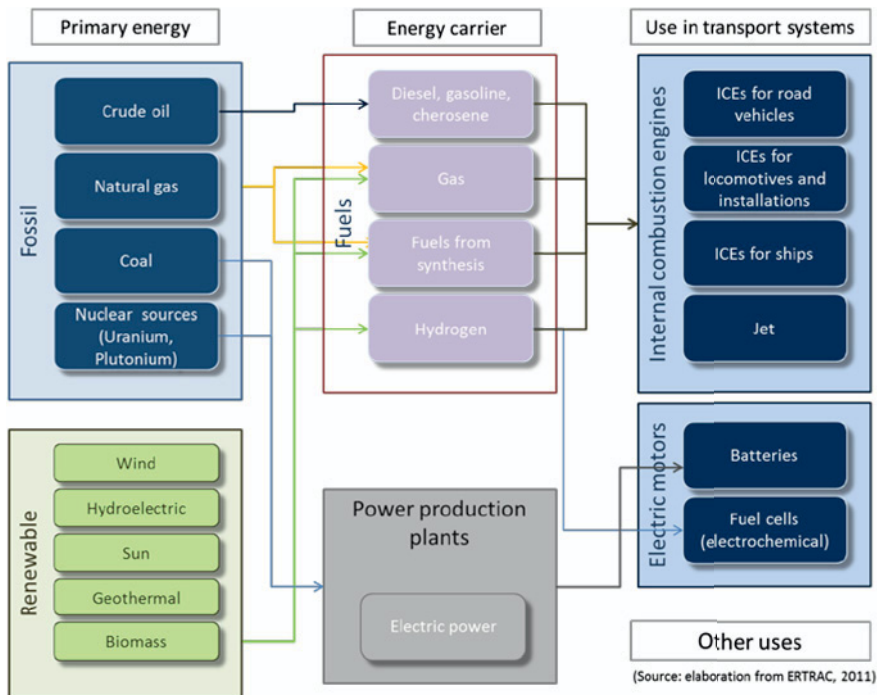 Primary energy
Energy carrier
Use in transport systems
Fossil
Crude oil
Natural gas
Coal
Nuclear sources
(Uranium,
Plutonium)
Renewable
Wind
Hydroelectric
Sun
Geothermal
Biomass
Fuels
Diesel, gasoline,
cherosene
Gas
Fuels from
synthesis
Hydrogen
Power production
plants
Electric power
Internal combustion engines
ICEs for road
vehicles
ICEs for
locomotives and
installations
ICEs for ships
Jet
Electric motors
Batteries
Fuel cells
(electrochemical)
Other uses
(Source: elaboration from ERTRAC, 2011)